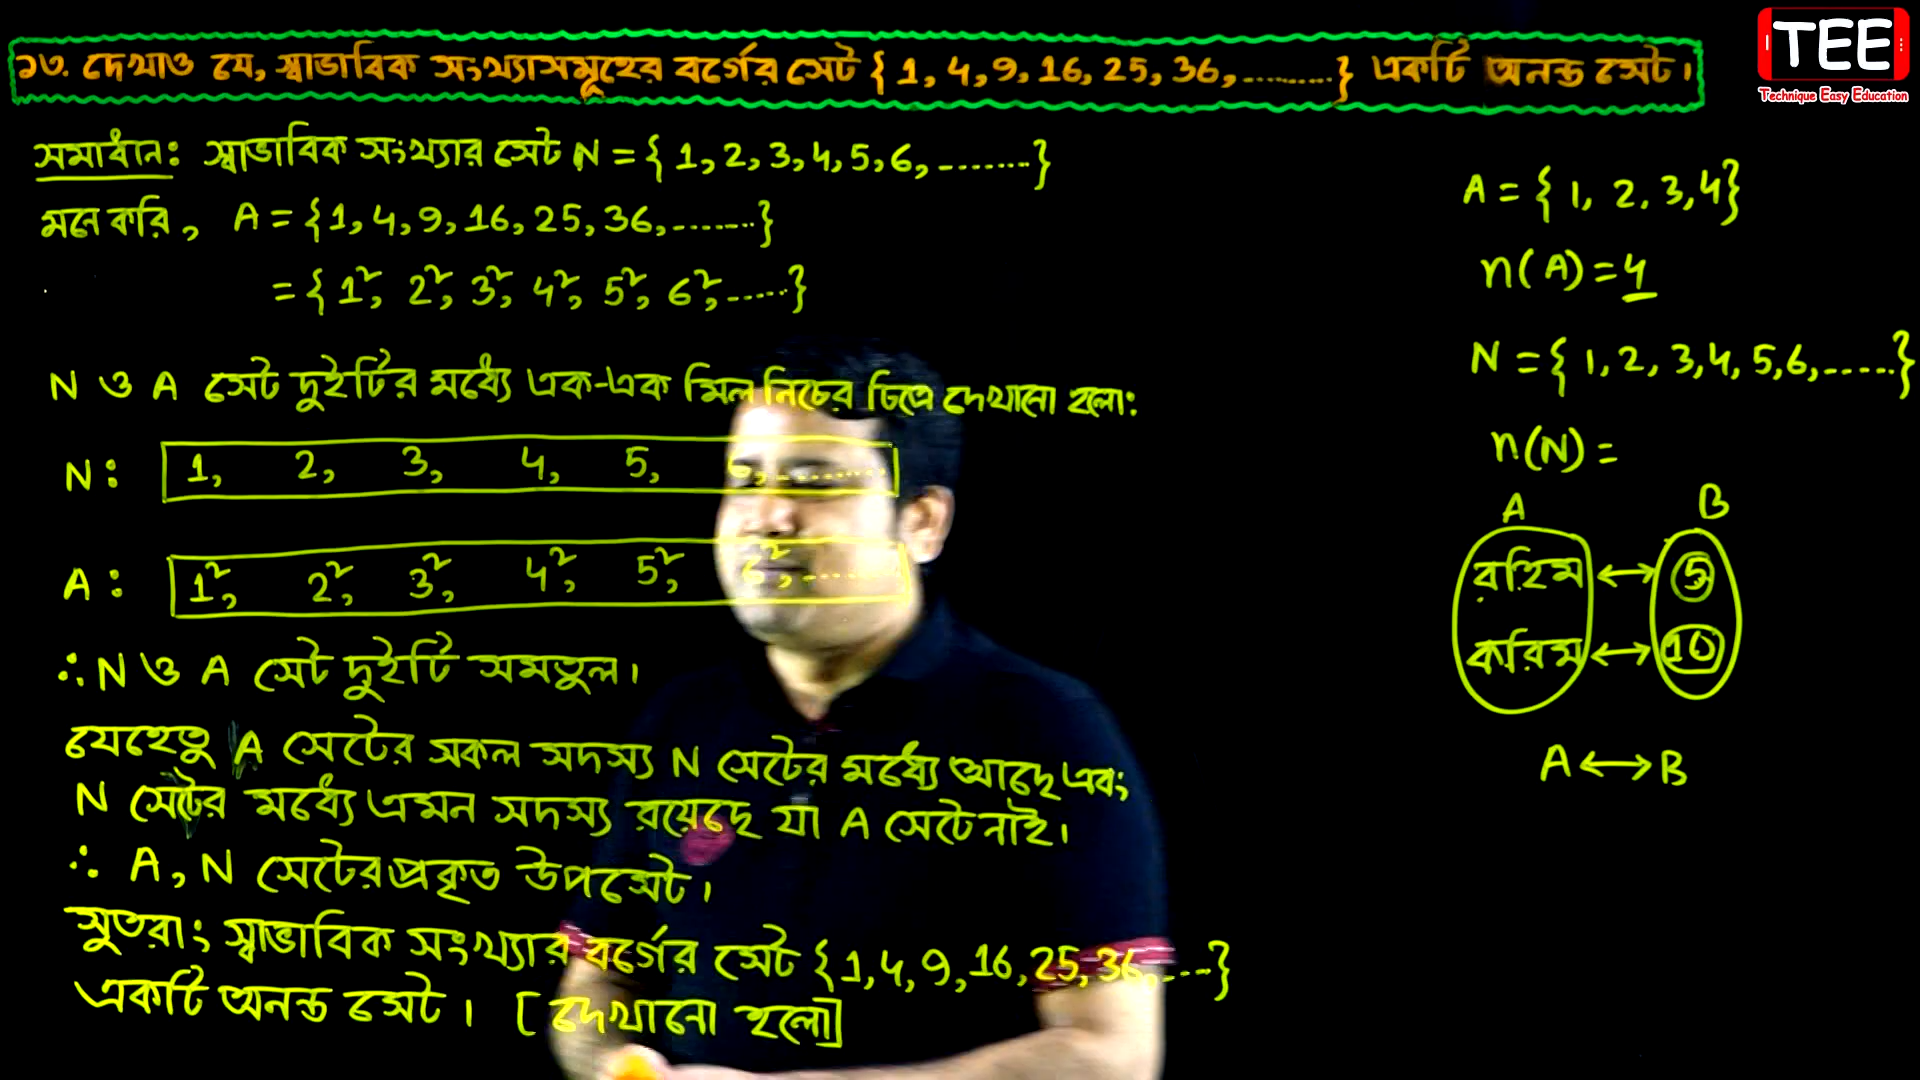 ১৩. দেখাও যে, স্বাভাবিক সংখ্যাসমূহের বর্গের সেট {1, 4, 9, 16, 25, 36, .........} একটি অনন্ত সেট।
TEE
Technique Easy Education
সমাধান: স্বাভাবিক সংখ্যার সেট N = {1, 2, 3, 4, 5, 6, ........}
মনে করি, A = {1, 4, 9, 16, 25, 36, .......}
= {1², 2², 3², 4², 5², 6², .....}
N ও A সেট দুইটির মধ্যে এক-এক মিল নিচের চিত্রে দেখানো হলো:
N: 1, 2, 3, 4, 5, 6, ........
A: 1², 2², 3², 4², 5², 6², ......
∴ N ও A সেট দুইটি সমতুল।
যেহেতু A সেটের সকল সদস্য N সেটের মধ্যে আছে এবং
N সেটের মধ্যে এমন সদস্য রয়েছে যা A সেটে নাই।
∴ A, N সেটের প্রকৃত উপসেট।
সুতরাং স্বাভাবিক সংখ্যার বর্গের সেট {1, 4, 9, 16, 25, 36, ....}
একটি অনন্ত সেট। [দেখানো হলো]
A = {1, 2, 3, 4}
n(A) = 4
N = {1, 2, 3, 4, 5, 6, .....}
n(N) =
A B
রহিম ↔ 5
করিম ↔ 10
A ↔ B